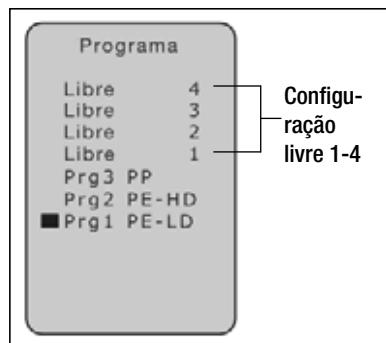 Programa
Libre 4
Libre 3
Libre 2
Libre 1
Prg3 PP
Prg2 PE-HD
Prg1 PE-LD
Configu-
ração
livre 1-4